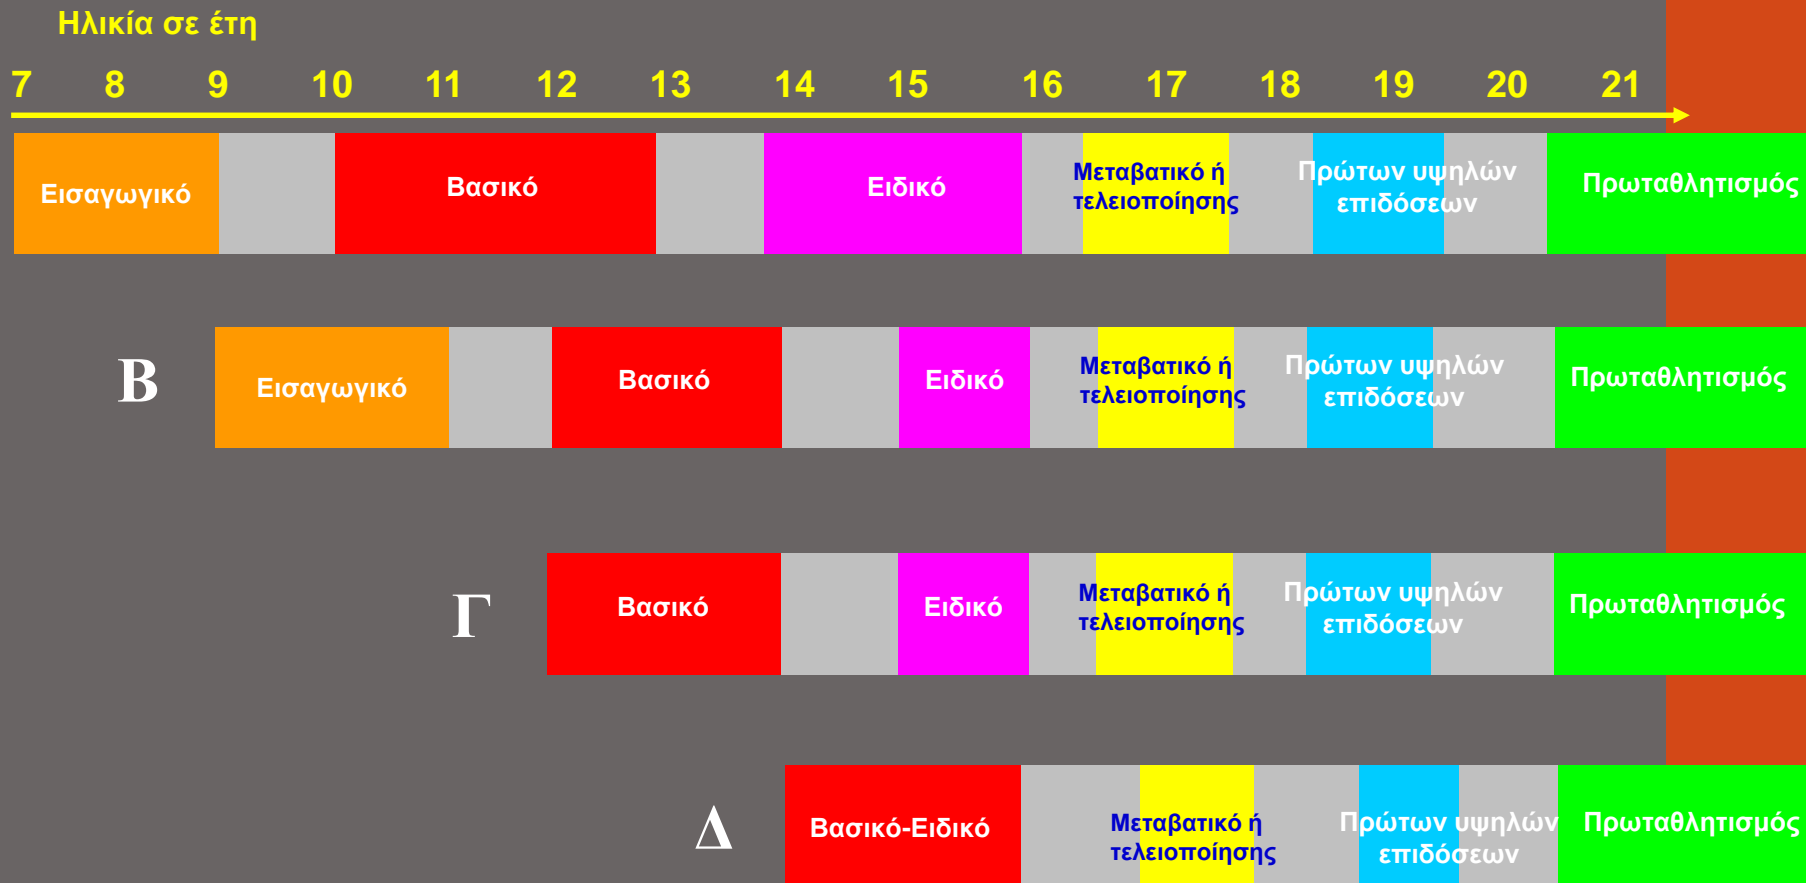 Ηλικία σε έτη
7 8 9 10 11 12 13 14 15 16 17 18 19 20 21
Εισαγωγικό
Βασικό
Ειδικό
Μεταβατικό ή
τελειοποίησης
Πρώτων υψηλών
επιδόσεων
Πρωταθλητισμός
Β
Εισαγωγικό
Βασικό
Ειδικό
Μεταβατικό ή
τελειοποίησης
Πρώτων υψηλών
επιδόσεων
Πρωταθλητισμός
Γ
Βασικό
Ειδικό
Μεταβατικό ή
τελειοποίησης
Πρώτων υψηλών
επιδόσεων
Πρωταθλητισμός
Δ
Βασικό-Ειδικό
Μεταβατικό ή
τελειοποίησης
Πρώτων υψηλών
επιδόσεων
Πρωταθλητισμός